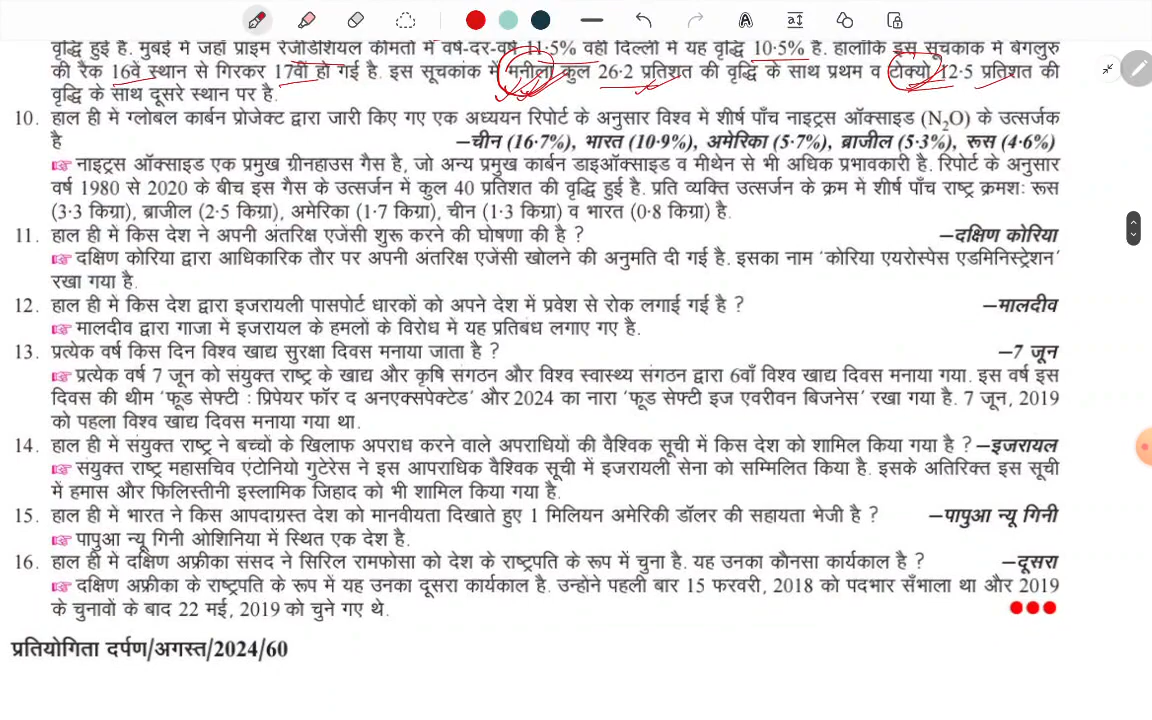 वृद्धि हुई है. मुंबई में जहाँ प्राइम रेजीडेंशियल कीमतों में वर्ष-दर-वर्ष 11·5% वहीं दिल्ली में यह वृद्धि 10·5% है. हालाँकि इस सूचकांक में बेंगलुरु
की रैंक 16वें स्थान से गिरकर 17वीं हो गई है. इस सूचकांक में मनीला कुल 26·2 प्रतिशत की वृद्धि के साथ प्रथम व टोक्यो 12·5 प्रतिशत की
वृद्धि के साथ दूसरे स्थान पर है.
10. हाल ही में ग्लोबल कार्बन प्रोजेक्ट द्वारा जारी किए गए एक अध्ययन रिपोर्ट के अनुसार विश्व में शीर्ष पाँच नाइट्रस ऑक्साइड (N₂O) के उत्सर्जक
है —चीन (16·7%), भारत (10·9%), अमेरिका (5·7%), ब्राजील (5·3%), रूस (4·6%)
☞ नाइट्रस ऑक्साइड एक प्रमुख ग्रीनहाउस गैस है, जो अन्य प्रमुख कार्बन डाइऑक्साइड व मीथेन से भी अधिक प्रभावकारी है. रिपोर्ट के अनुसार
वर्ष 1980 से 2020 के बीच इस गैस के उत्सर्जन में कुल 40 प्रतिशत की वृद्धि हुई है. प्रति व्यक्ति उत्सर्जन के क्रम में शीर्ष पाँच राष्ट्र क्रमशः रूस
(3·3 किग्रा), ब्राजील (2·5 किग्रा), अमेरिका (1·7 किग्रा), चीन (1·3 किग्रा) व भारत (0·8 किग्रा) है.
11. हाल ही में किस देश ने अपनी अंतरिक्ष एजेंसी शुरू करने की घोषणा की है ? —दक्षिण कोरिया
☞ दक्षिण कोरिया द्वारा आधिकारिक तौर पर अपनी अंतरिक्ष एजेंसी खोलने की अनुमति दी गई है. इसका नाम ‘कोरिया एयरोस्पेस एडमिनिस्ट्रेशन’
रखा गया है.
12. हाल ही में किस देश द्वारा इजरायली पासपोर्ट धारकों को अपने देश में प्रवेश से रोक लगाई गई है ? —मालदीव
☞ मालदीव द्वारा गाजा में इजरायल के हमलों के विरोध में यह प्रतिबंध लगाए गए है.
13. प्रत्येक वर्ष किस दिन विश्व खाद्य सुरक्षा दिवस मनाया जाता है ? —7 जून
☞ प्रत्येक वर्ष 7 जून को संयुक्त राष्ट्र के खाद्य और कृषि संगठन और विश्व स्वास्थ्य संगठन द्वारा 6वाँ विश्व खाद्य दिवस मनाया गया. इस वर्ष इस
दिवस की थीम ‘फूड सेफ्टी : प्रिपेयर फॉर द अनएक्सपेक्टेड’ और 2024 का नारा ‘फूड सेफ्टी इज एवरीवन बिजनेस’ रखा गया है. 7 जून, 2019
को पहला विश्व खाद्य दिवस मनाया गया था.
14. हाल ही में संयुक्त राष्ट्र ने बच्चों के खिलाफ अपराध करने वाले अपराधियों की वैश्विक सूची में किस देश को शामिल किया गया है ? —इजरायल
☞ संयुक्त राष्ट्र महासचिव एंटोनियो गुटेरेस ने इस आपराधिक वैश्विक सूची में इजरायली सेना को सम्मिलित किया है. इसके अतिरिक्त इस सूची
में हमास और फिलिस्तीनी इस्लामिक जिहाद को भी शामिल किया गया है.
15. हाल ही में भारत ने किस आपदाग्रस्त देश को मानवीयता दिखाते हुए 1 मिलियन अमेरिकी डॉलर की सहायता भेजी है ? —पापुआ न्यू गिनी
☞ पापुआ न्यू गिनी ओशिनिया में स्थित एक देश है.
16. हाल ही में दक्षिण अफ्रीका संसद ने सिरिल रामफोसा को देश के राष्ट्रपति के रूप में चुना है. यह उनका कौनसा कार्यकाल है ? —दूसरा
☞ दक्षिण अफ्रीका के राष्ट्रपति के रूप में यह उनका दूसरा कार्यकाल है. उन्होंने पहली बार 15 फरवरी, 2018 को पदभार सँभाला था और 2019
के चुनावों के बाद 22 मई, 2019 को चुने गए थे.
प्रतियोगिता दर्पण/अगस्त/2024/60